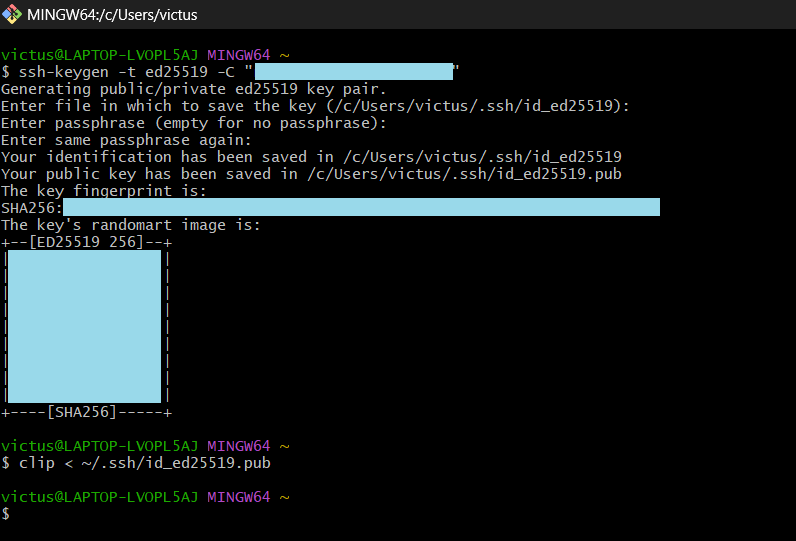 MINGW64:/c/Users/victus
victus@LAPTOP-LVOPL5AJ MINGW64 ~
$ ssh-keygen -t ed25519 -C " "
Generating public/private ed25519 key pair.
Enter file in which to save the key (/c/Users/victus/.ssh/id_ed25519):
Enter passphrase (empty for no passphrase):
Enter same passphrase again:
Your identification has been saved in /c/Users/victus/.ssh/id_ed25519
Your public key has been saved in /c/Users/victus/.ssh/id_ed25519.pub
The key fingerprint is:
SHA256:
The key's randomart image is:
+--[ED25519 256]--+
| |
| |
| |
| |
| |
| |
| |
| |
| |
+----[SHA256]-----+
victus@LAPTOP-LVOPL5AJ MINGW64 ~
$ clip < ~/.ssh/id_ed25519.pub
victus@LAPTOP-LVOPL5AJ MINGW64 ~
$